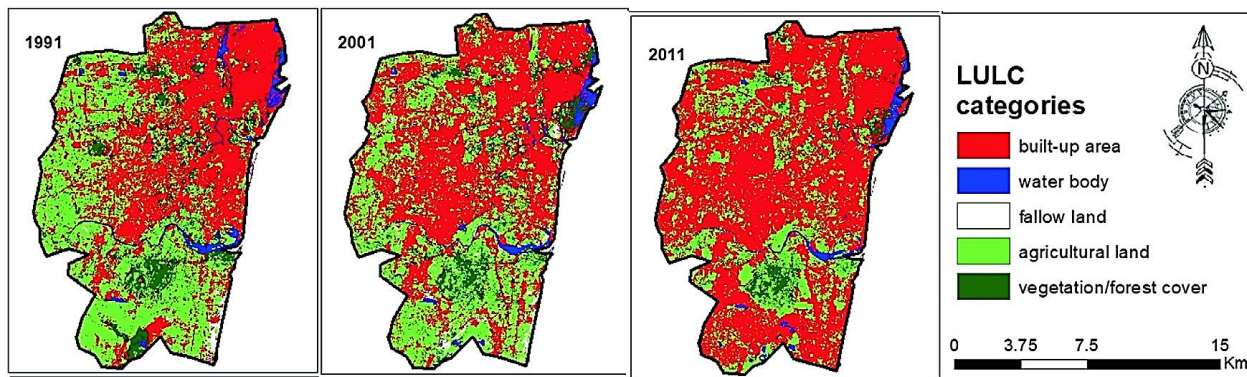 1991
2001
2011
N
LULC
categories
built-up area
water body
fallow land
agricultural land
vegetation/forest cover
0 3.75 7.5 15
Km